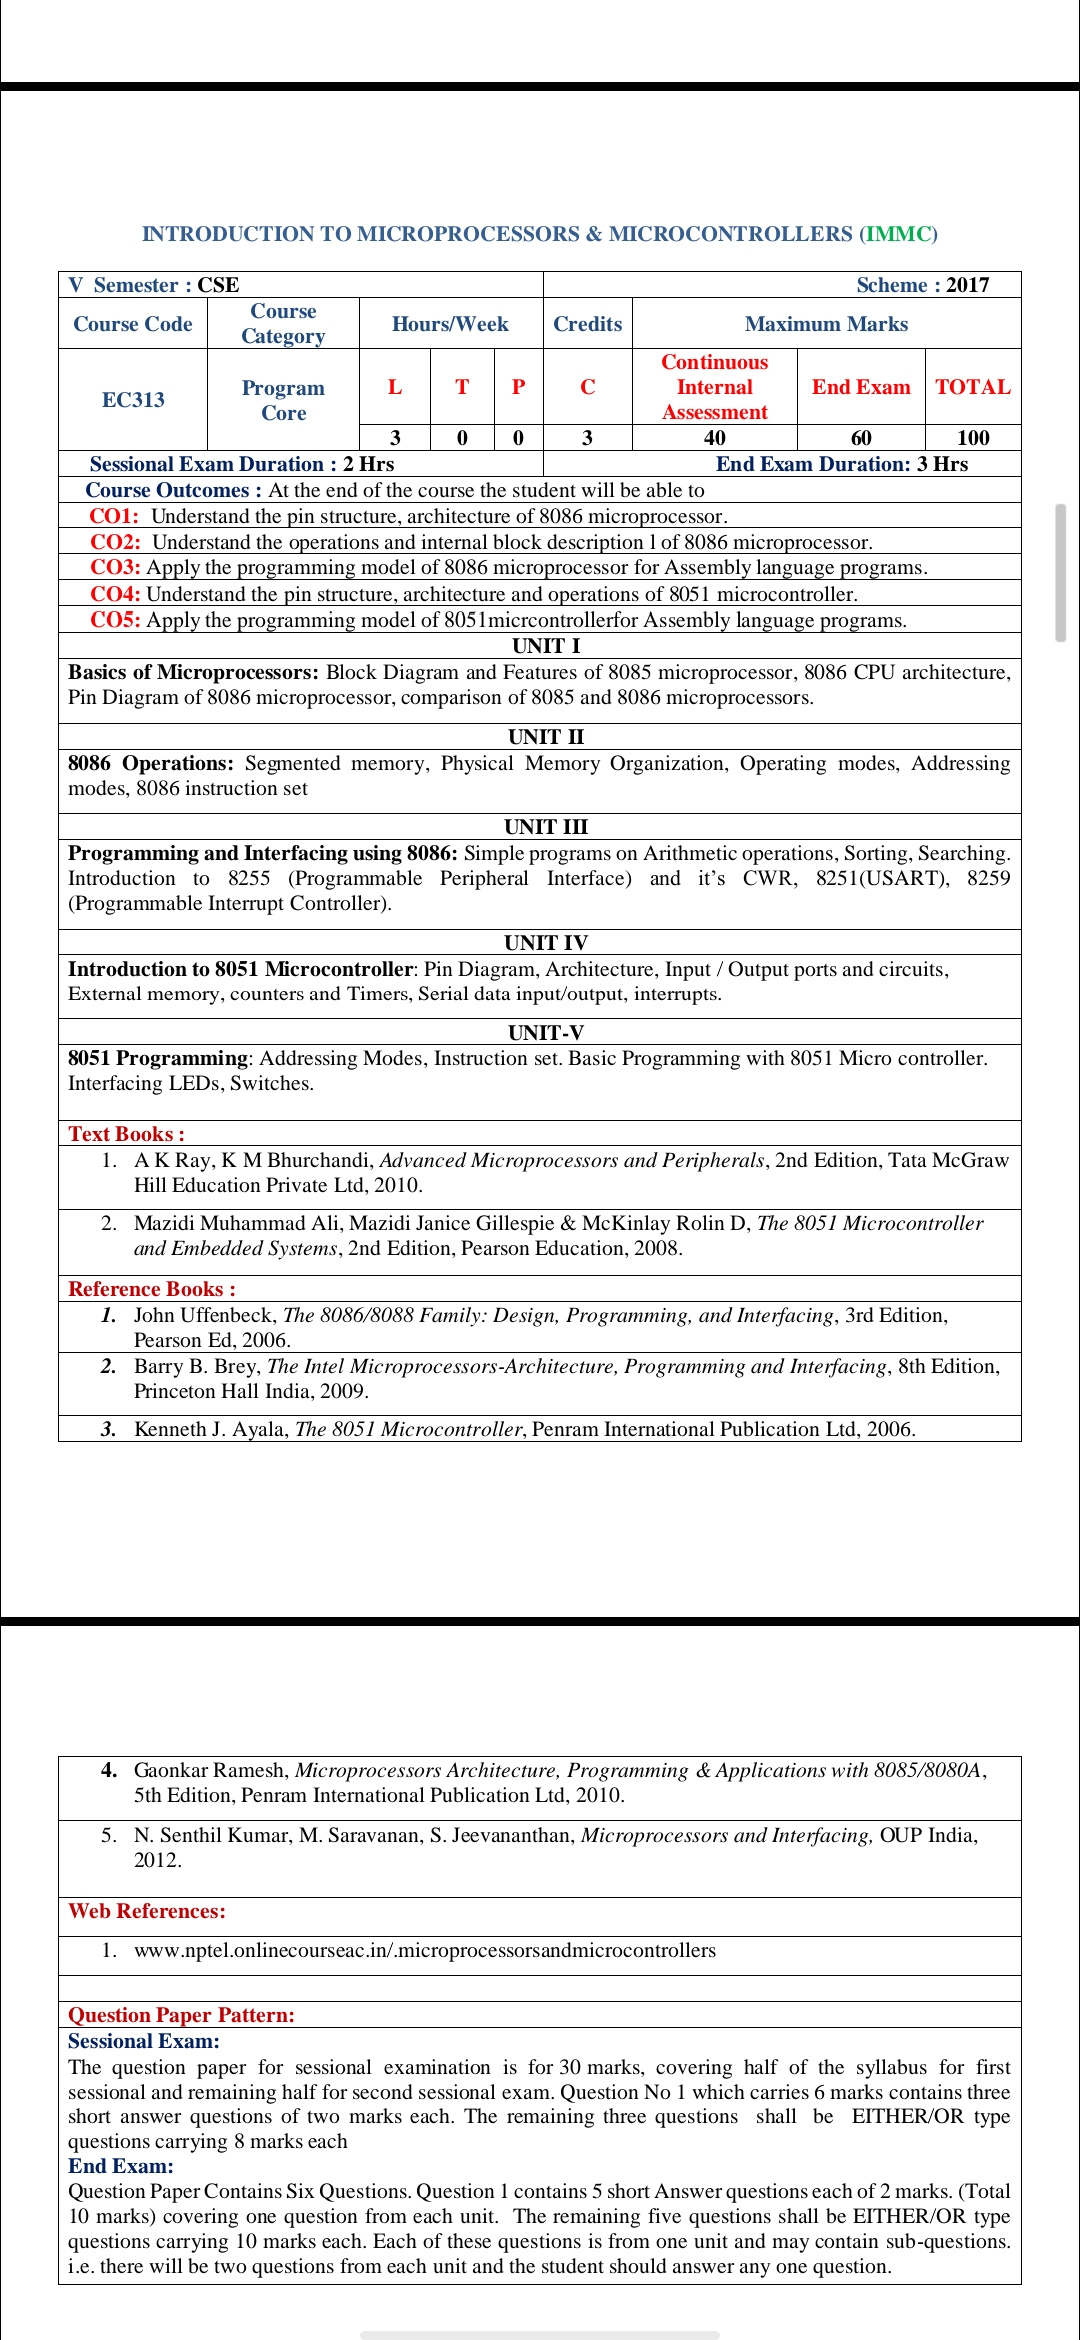 INTRODUCTION TO MICROPROCESSORS & MICROCONTROLLERS (IMMC)
V Semester : CSE Scheme : 2017
Course Code Course Category Hours/Week Credits Maximum Marks
EC313 Program Core L T P C Continuous Internal Assessment End Exam TOTAL
3 0 0 3 40 60 100
Sessional Exam Duration : 2 Hrs End Exam Duration: 3 Hrs
Course Outcomes : At the end of the course the student will be able to
CO1: Understand the pin structure, architecture of 8086 microprocessor.
CO2: Understand the operations and internal block description l of 8086 microprocessor.
CO3: Apply the programming model of 8086 microprocessor for Assembly language programs.
CO4: Understand the pin structure, architecture and operations of 8051 microcontroller.
CO5: Apply the programming model of 8051mircrcontrollerfor Assembly language programs.
UNIT I
Basics of Microprocessors: Block Diagram and Features of 8085 microprocessor, 8086 CPU architecture,
Pin Diagram of 8086 microprocessor, comparison of 8085 and 8086 microprocessors.
UNIT II
8086 Operations: Segmented memory, Physical Memory Organization, Operating modes, Addressing
modes, 8086 instruction set
UNIT III
Programming and Interfacing using 8086: Simple programs on Arithmetic operations, Sorting, Searching.
Introduction to 8255 (Programmable Peripheral Interface) and it’s CWR, 8251(USART), 8259
(Programmable Interrupt Controller).
UNIT IV
Introduction to 8051 Microcontroller: Pin Diagram, Architecture, Input / Output ports and circuits,
External memory, counters and Timers, Serial data input/output, interrupts.
UNIT-V
8051 Programming: Addressing Modes, Instruction set. Basic Programming with 8051 Micro controller.
Interfacing LEDs, Switches.
Text Books :
1. A K Ray, K M Bhurchandi, Advanced Microprocessors and Peripherals, 2nd Edition, Tata McGraw
Hill Education Private Ltd, 2010.
2. Mazidi Muhammad Ali, Mazidi Janice Gillespie & McKinlay Rolin D, The 8051 Microcontroller
and Embedded Systems, 2nd Edition, Pearson Education, 2008.
Reference Books :
1. John Uffenbeck, The 8086/8088 Family: Design, Programming, and Interfacing, 3rd Edition,
Pearson Ed, 2006.
2. Barry B. Brey, The Intel Microprocessors-Architecture, Programming and Interfacing, 8th Edition,
Princeton Hall India, 2009.
3. Kenneth J. Ayala, The 8051 Microcontroller, Penram International Publication Ltd, 2006.
4. Gaonkar Ramesh, Microprocessors Architecture, Programming & Applications with 8085/8080A,
5th Edition, Penram International Publication Ltd, 2010.
5. N. Senthil Kumar, M. Saravanan, S. Jeevananthan, Microprocessors and Interfacing, OUP India,
2012.
Web References:
1. www.nptel.onlinecourseac.in/.microprocessorsandmicrocontrollers
Question Paper Pattern:
Sessional Exam:
The question paper for sessional examination is for 30 marks, covering half of the syllabus for first
sessional and remaining half for second sessional exam. Question No 1 which carries 6 marks contains three
short answer questions of two marks each. The remaining three questions shall be EITHER/OR type
questions carrying 8 marks each
End Exam:
Question Paper Contains Six Questions. Question 1 contains 5 short Answer questions each of 2 marks. (Total
10 marks) covering one question from each unit. The remaining five questions shall be EITHER/OR type
questions carrying 10 marks each. Each of these questions is from one unit and may contain sub-questions.
i.e. there will be two questions from each unit and the student should answer any one question.